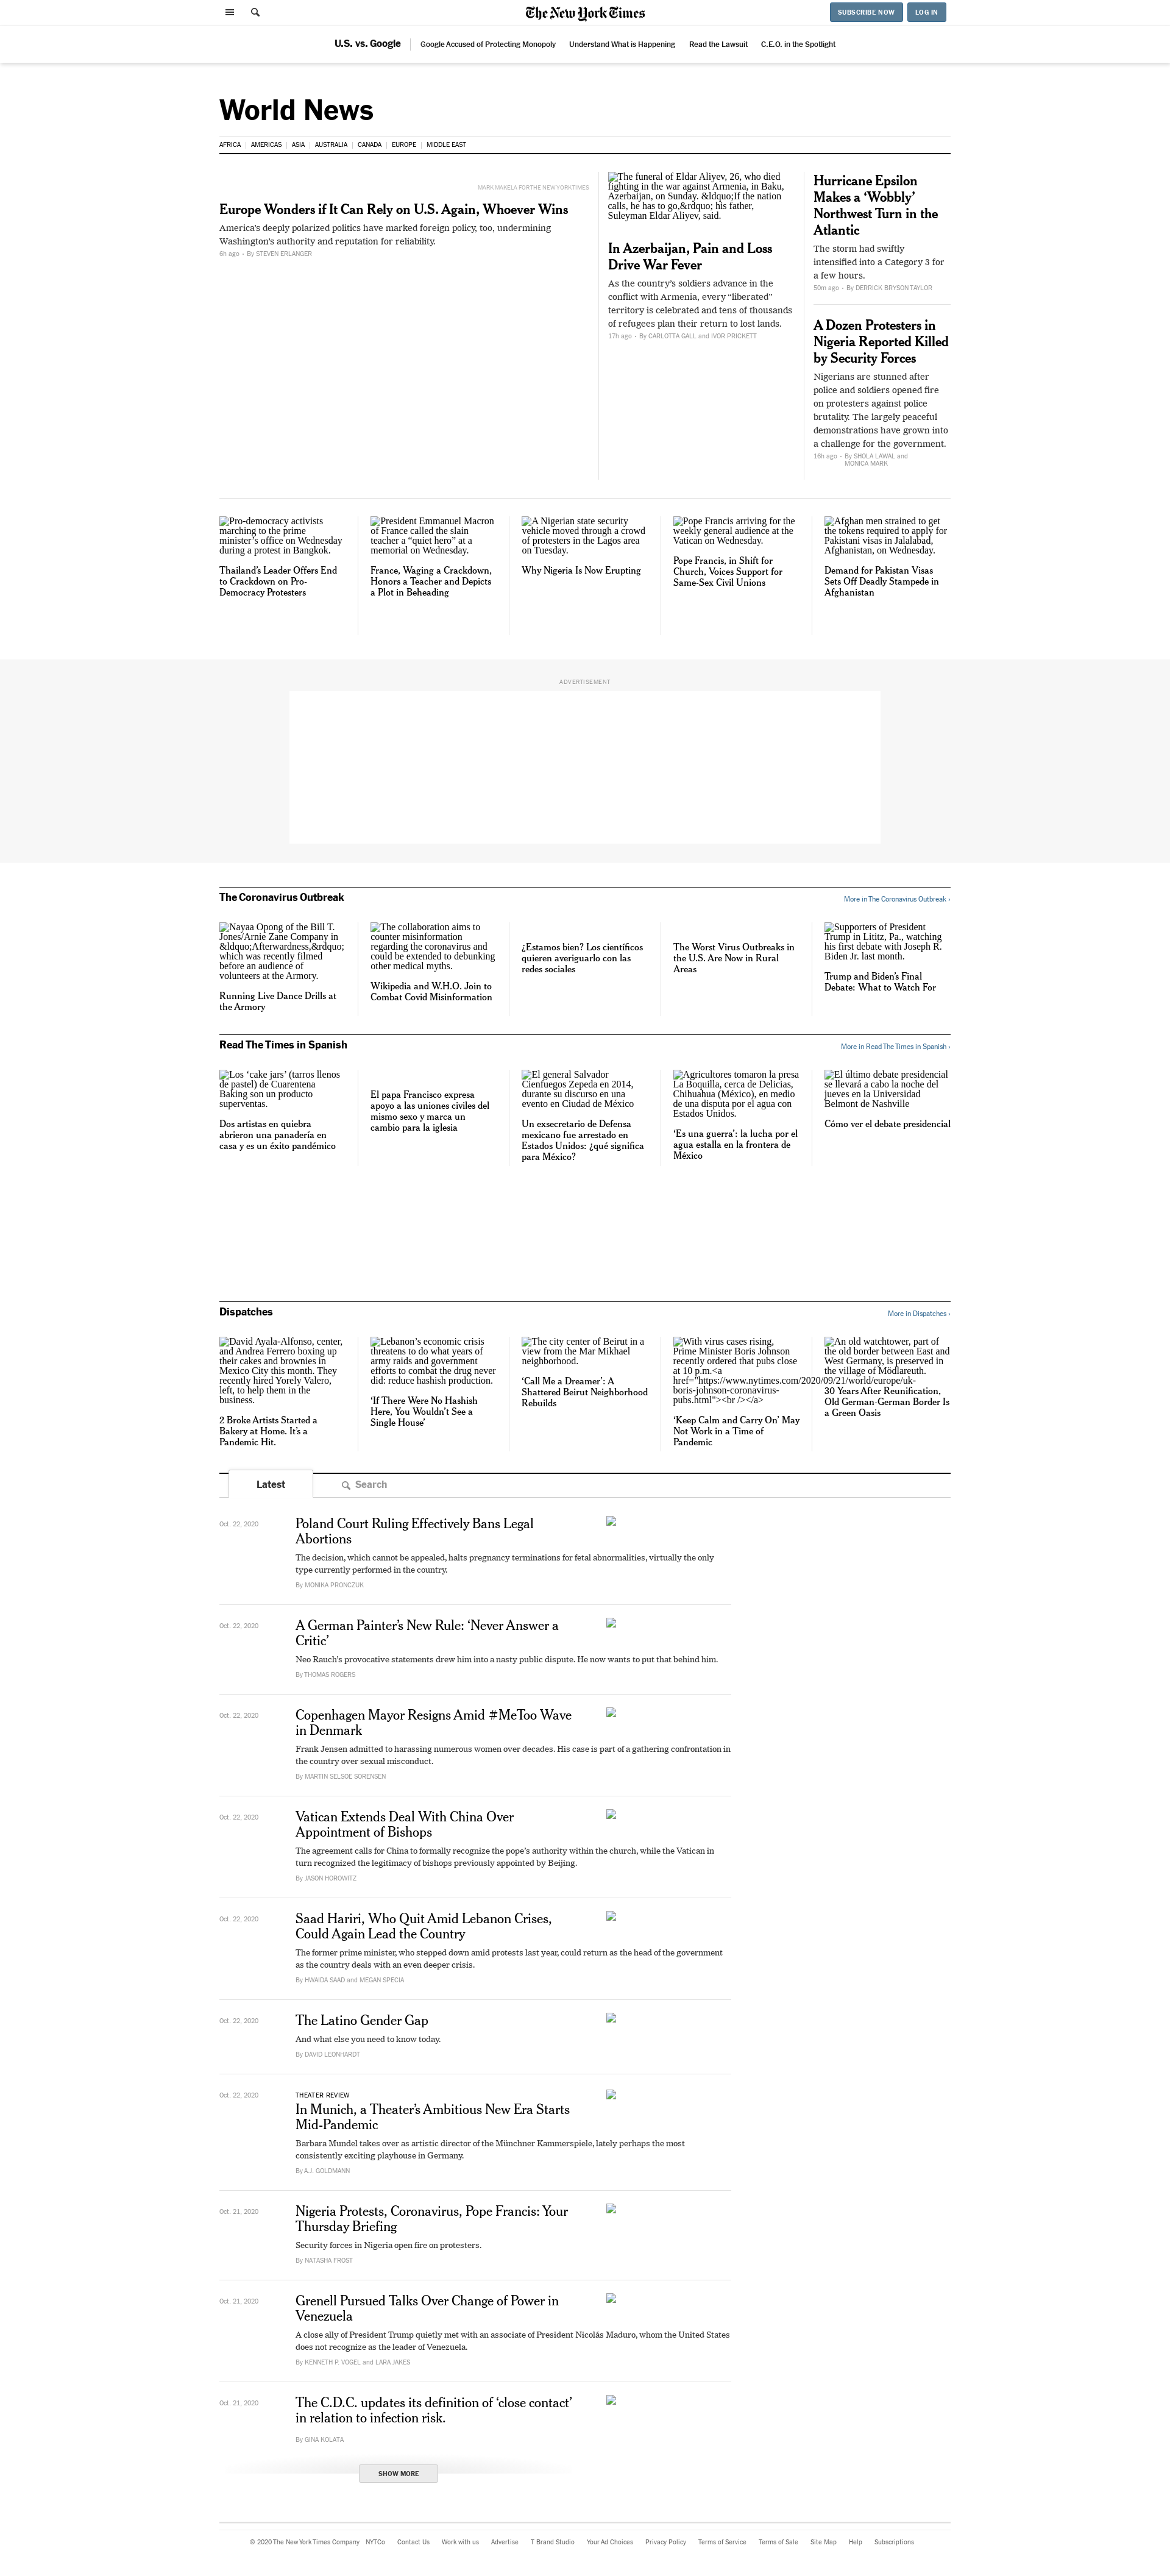 The New York Times
SUBSCRIBE NOW
LOG IN
U.S. vs. Google
Google Accused of Protecting Monopoly
Understand What is Happening
Read the Lawsuit
C.E.O. in the Spotlight
World News
AFRICA
AMERICAS
ASIA
AUSTRALIA
CANADA
EUROPE
MIDDLE EAST
MARK MAKELA FOR THE NEW YORK TIMES
Europe Wonders if It Can Rely on U.S. Again, Whoever Wins
America's deeply polarized politics have marked foreign policy, too, undermining
Washington's authority and reputation for reliability.
6h ago · By STEVEN ERLANGER
The funeral of Eldar Aliyev, 26, who died
fighting in the war against Armenia, in Baku,
Azerbaijan, on Sunday. &ldquo;If the nation
calls, he has to go,&rdquo; his father,
Suleyman Eldar Aliyev, said.
In Azerbaijan, Pain and Loss
Drive War Fever
As the country's soldiers advance in the
conflict with Armenia, every “liberated”
territory is celebrated and tens of thousands
of refugees plan their return to lost lands.
17h ago · By CARLOTTA GALL and IVOR PRICKETT
Hurricane Epsilon
Makes a ‘Wobbly’
Northwest Turn in the
Atlantic
The storm had swiftly
intensified into a Category 3 for
a few hours.
50m ago · By DERRICK BRYSON TAYLOR
A Dozen Protesters in
Nigeria Reported Killed
by Security Forces
Nigerians are stunned after
police and soldiers opened fire
on protesters against police
brutality. The largely peaceful
demonstrations have grown into
a challenge for the government.
16h ago · By SHOLA LAWAL and
MONICA MARK
Pro-democracy activists
marching to the prime
minister’s office on Wednesday
during a protest in Bangkok.
Thailand’s Leader Offers End
to Crackdown on Pro-
Democracy Protesters
President Emmanuel Macron
of France called the slain
teacher a “quiet hero” at a
memorial on Wednesday.
France, Waging a Crackdown,
Honors a Teacher and Depicts
a Plot in Beheading
A Nigerian state security
vehicle moved through a crowd
of protesters in the Lagos area
on Tuesday.
Why Nigeria Is Now Erupting
Pope Francis arriving for the
weekly general audience at the
Vatican on Wednesday.
Pope Francis, in Shift for
Church, Voices Support for
Same-Sex Civil Unions
Afghan men strained to get
the tokens required to apply for
Pakistani visas in Jalalabad,
Afghanistan, on Wednesday.
Demand for Pakistan Visas
Sets Off Deadly Stampede in
Afghanistan
ADVERTISEMENT
The Coronavirus Outbreak
More in The Coronavirus Outbreak ›
Nayaa Opong of the Bill T.
Jones/Arnie Zane Company in
&ldquo;Afterwardness,&rdquo;
which was recently filmed
before an audience of
volunteers at the Armory.
Running Live Dance Drills at
the Armory
The collaboration aims to
counter misinformation
regarding the coronavirus and
could be extended to debunking
other medical myths.
Wikipedia and W.H.O. Join to
Combat Covid Misinformation
¿Estamos bien? Los científicos
quieren averiguarlo con las
redes sociales
The Worst Virus Outbreaks in
the U.S. Are Now in Rural
Areas
Supporters of President
Trump in Lititz, Pa., watching
his first debate with Joseph R.
Biden Jr. last month.
Trump and Biden’s Final
Debate: What to Watch For
Read The Times in Spanish
More in Read The Times in Spanish ›
Los ‘cake jars’ (tarros llenos
de pastel) de Cuarentena
Baking son un producto
superventas.
Dos artistas en quiebra
abrieron una panadería en
casa y es un éxito pandémico
El papa Francisco expresa
apoyo a las uniones civiles del
mismo sexo y marca un
cambio para la iglesia
El general Salvador
Cienfuegos Zepeda en 2014,
durante su discurso en una
evento en Ciudad de México
Un exsecretario de Defensa
mexicano fue arrestado en
Estados Unidos: ¿qué significa
para México?
Agricultores tomaron la presa
La Boquilla, cerca de Delicias,
Chihuahua (México), en medio
de una disputa por el agua con
Estados Unidos.
‘Es una guerra’: la lucha por el
agua estalla en la frontera de
México
El último debate presidencial
se llevará a cabo la noche del
jueves en la Universidad
Belmont de Nashville
Cómo ver el debate presidencial
Dispatches
More in Dispatches ›
David Ayala-Alfonso, center,
and Andrea Ferrero boxing up
their cakes and brownies in
Mexico City this month. They
recently hired Yorely Valero,
left, to help them in the
business.
2 Broke Artists Started a
Bakery at Home. It’s a
Pandemic Hit.
Lebanon’s economic crisis
threatens to do what years of
army raids and government
efforts to combat the drug never
did: reduce hashish production.
‘If There Were No Hashish
Here, You Wouldn’t See a
Single House’
The city center of Beirut in a
view from the Mar Mikhael
neighborhood.
‘Call Me a Dreamer’: A
Shattered Beirut Neighborhood
Rebuilds
With virus cases rising,
Prime Minister Boris Johnson
recently ordered that pubs close
at 10 p.m.<a
href="https://www.nytimes.com/2020/09/21/world/europe/uk-
boris-johnson-coronavirus-
pubs.html"><br /></a>
‘Keep Calm and Carry On’ May
Not Work in a Time of
Pandemic
An old watchtower, part of
the old border between East and
West Germany, is preserved in
the village of Mödlareuth.
30 Years After Reunification,
Old German-German Border Is
a Green Oasis
Latest
Search
Oct. 22, 2020
Poland Court Ruling Effectively Bans Legal
Abortions
The decision, which cannot be appealed, halts pregnancy terminations for fetal abnormalities, virtually the only
type currently performed in the country.
By MONIKA PRONCZUK
Oct. 22, 2020
A German Painter’s New Rule: ‘Never Answer a
Critic’
Neo Rauch’s provocative statements drew him into a nasty public dispute. He now wants to put that behind him.
By THOMAS ROGERS
Oct. 22, 2020
Copenhagen Mayor Resigns Amid #MeToo Wave
in Denmark
Frank Jensen admitted to harassing numerous women over decades. His case is part of a gathering confrontation in
the country over sexual misconduct.
By MARTIN SELSOE SORENSEN
Oct. 22, 2020
Vatican Extends Deal With China Over
Appointment of Bishops
The agreement calls for China to formally recognize the pope’s authority within the church, while the Vatican in
turn recognized the legitimacy of bishops previously appointed by Beijing.
By JASON HOROWITZ
Oct. 22, 2020
Saad Hariri, Who Quit Amid Lebanon Crises,
Could Again Lead the Country
The former prime minister, who stepped down amid protests last year, could return as the head of the government
as the country deals with an even deeper crisis.
By HWAIDA SAAD and MEGAN SPECIA
Oct. 22, 2020
The Latino Gender Gap
And what else you need to know today.
By DAVID LEONHARDT
Oct. 22, 2020
THEATER REVIEW
In Munich, a Theater’s Ambitious New Era Starts
Mid-Pandemic
Barbara Mundel takes over as artistic director of the Münchner Kammerspiele, lately perhaps the most
consistently exciting playhouse in Germany.
By A.J. GOLDMANN
Oct. 21, 2020
Nigeria Protests, Coronavirus, Pope Francis: Your
Thursday Briefing
Security forces in Nigeria open fire on protesters.
By NATASHA FROST
Oct. 21, 2020
Grenell Pursued Talks Over Change of Power in
Venezuela
A close ally of President Trump quietly met with an associate of President Nicolás Maduro, whom the United States
does not recognize as the leader of Venezuela.
By KENNETH P. VOGEL and LARA JAKES
Oct. 21, 2020
The C.D.C. updates its definition of ‘close contact’
in relation to infection risk.
By GINA KOLATA
SHOW MORE
© 2020 The New York Times Company
NYTCo
Contact Us
Work with us
Advertise
T Brand Studio
Your Ad Choices
Privacy Policy
Terms of Service
Terms of Sale
Site Map
Help
Subscriptions